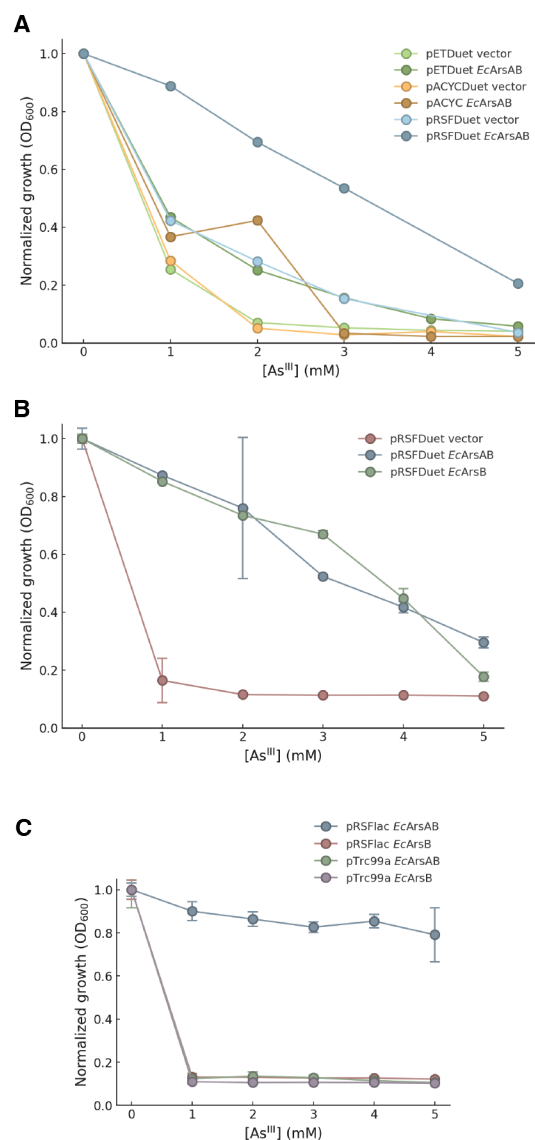 A
pETDuet vector
pETDuet EcArsAB
pACYCDuet vector
pACYC EcArsAB
pRSFDuet vector
pRSFDuet EcArsAB
Normalized growth (OD600)
1.0
0.8
0.6
0.4
0.2
0.0
0 1 2 3 4 5
[AsIII] (mM)
B
pRSFDuet vector
pRSFDuet EcArsAB
pRSFDuet EcArsB
Normalized growth (OD600)
1.0
0.8
0.6
0.4
0.2
0.0
0 1 2 3 4 5
[AsIII] (mM)
C
pRSFlac EcArsAB
pRSFlac EcArsB
pTrc99a EcArsAB
pTrc99a EcArsB
Normalized growth (OD600)
1.0
0.8
0.6
0.4
0.2
0.0
0 1 2 3 4 5
[AsIII] (mM)